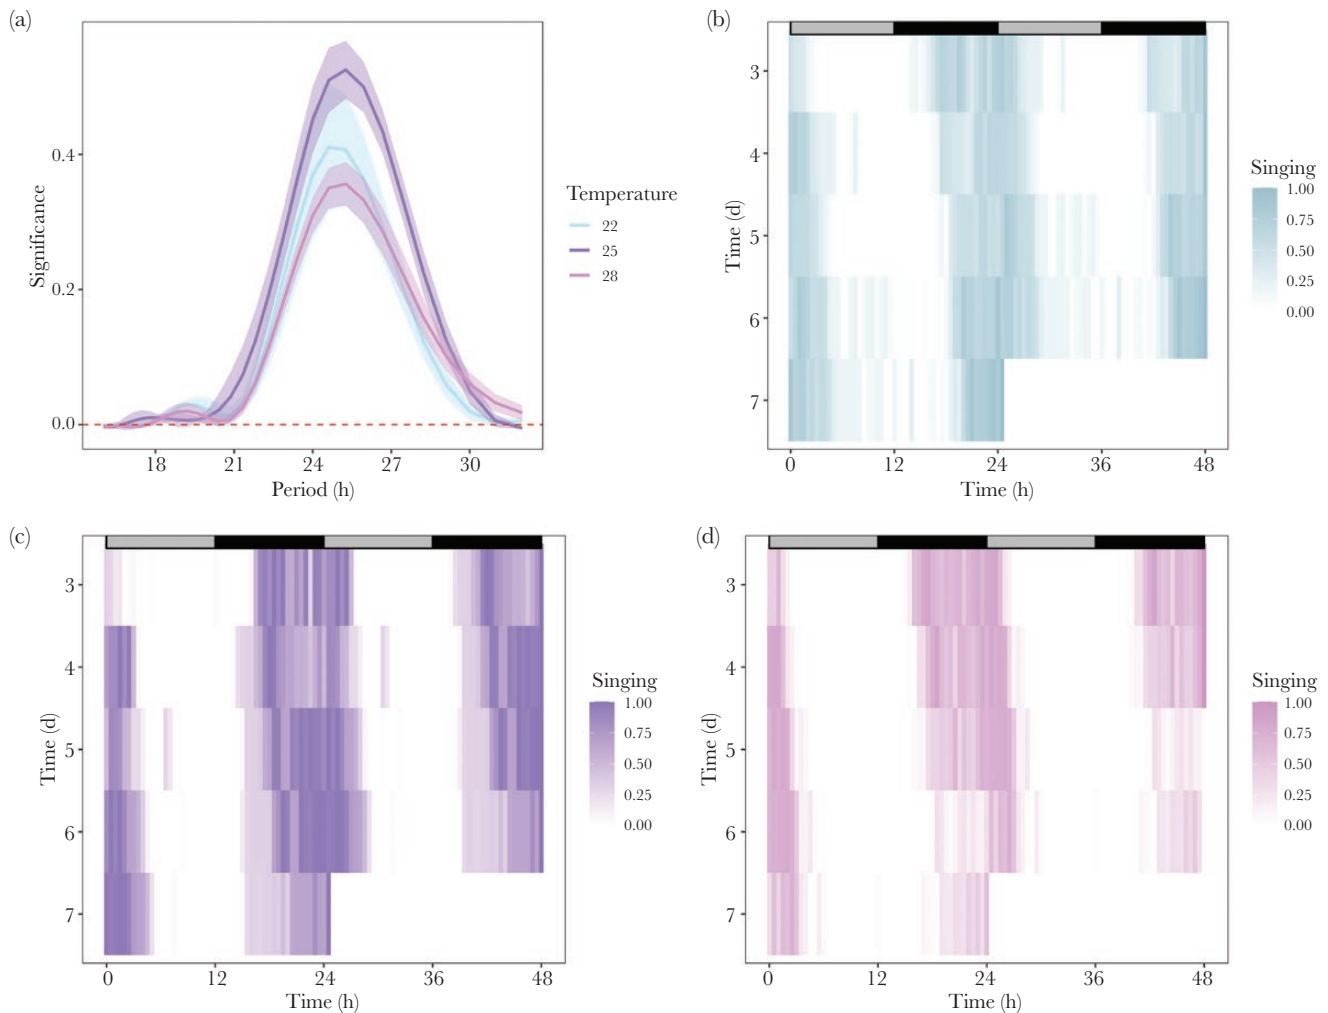 (a)
Significance
0.4
0.2
0.0
18 21 24 27 30
Period (h)
Temperature
22
25
28
(b)
Time (d)
3
4
5
6
7
0 12 24 36 48
Time (h)
Singing
1.00
0.75
0.50
0.25
0.00
(c)
Time (d)
3
4
5
6
7
0 12 24 36 48
Time (h)
Singing
1.00
0.75
0.50
0.25
0.00
(d)
Time (d)
3
4
5
6
7
0 12 24 36 48
Time (h)
Singing
1.00
0.75
0.50
0.25
0.00